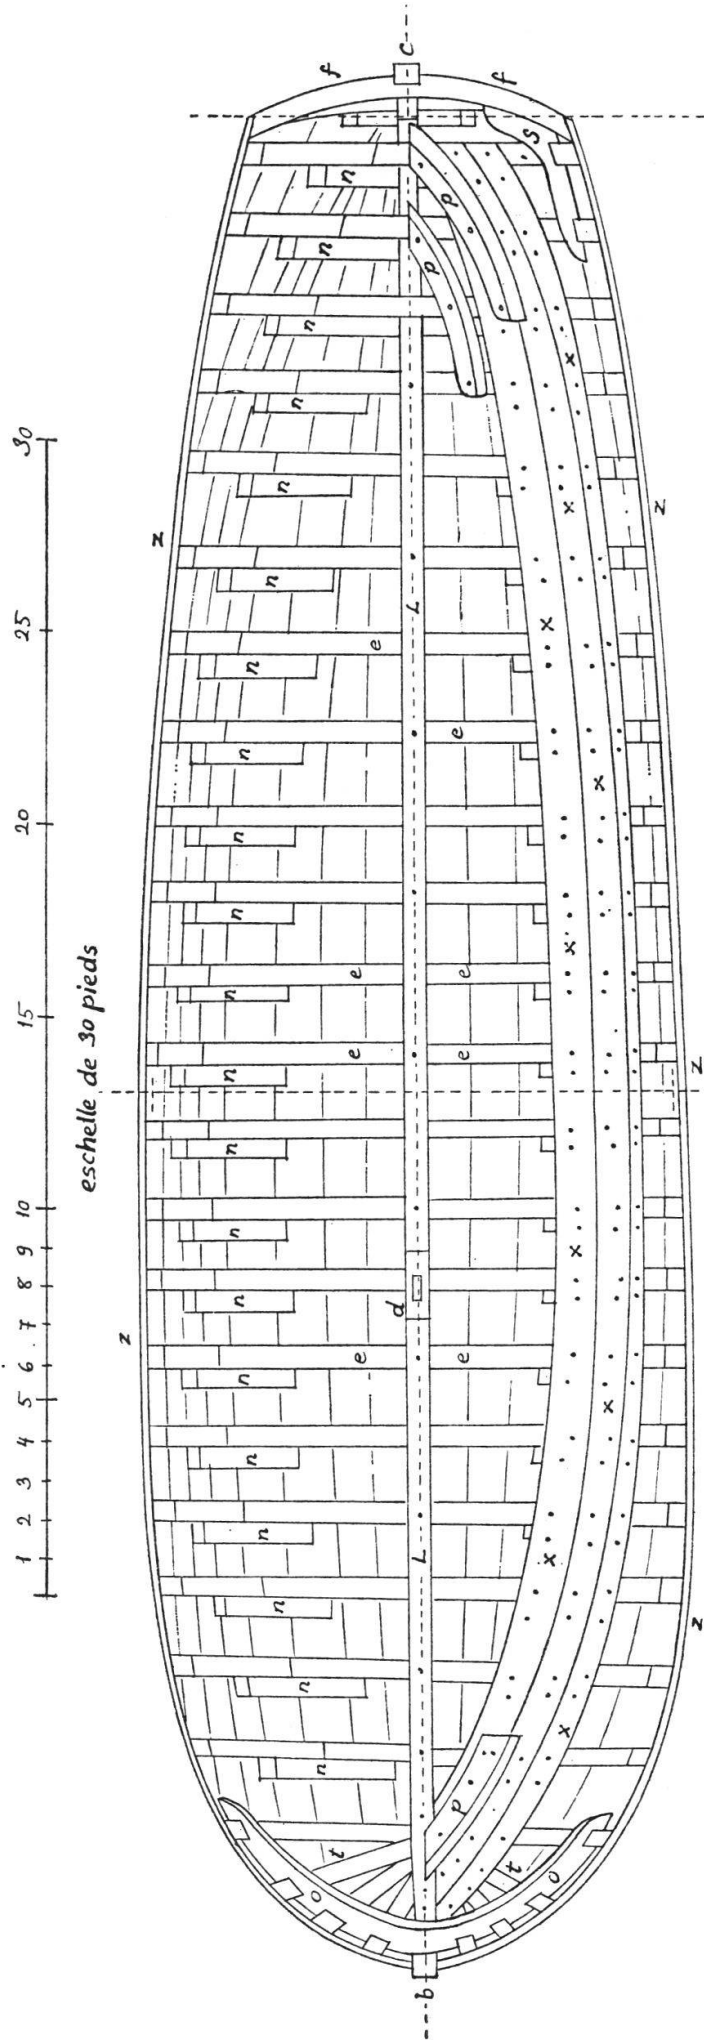 1 2 3 4 5 6 7 8 9 10 15 20 25 30
eschelle de 30 pieds
z z
n n n n n n n n n n n n n n n n n n n n
t o e e e e
b L d L c
e e e e
p p p
f f
x x x x x x x x
t o s
z z z